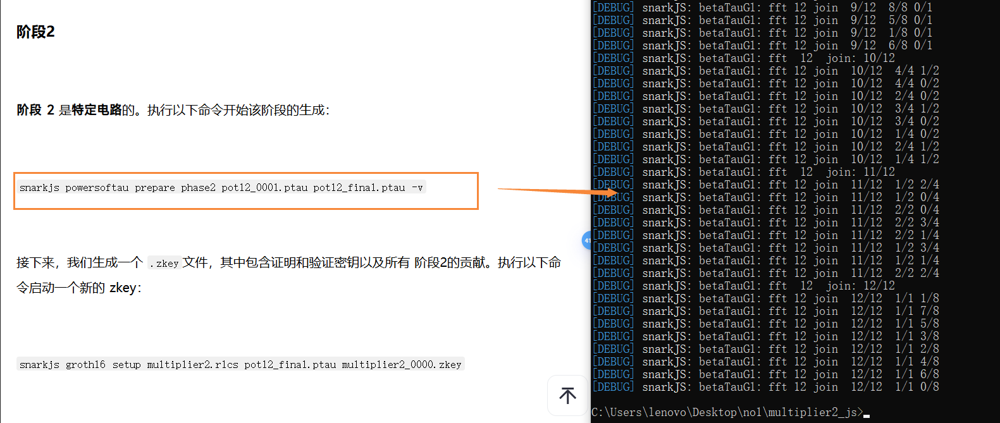 阶段2
阶段 2 是特定电路的。执行以下命令开始该阶段的生成：
snarkjs powersoftau prepare phase2 pot12_0001.ptau pot12_final.ptau -v
接下来，我们生成一个 .zkey 文件，其中包含证明和验证密钥以及所有 阶段2的贡献。执行以下命
令启动一个新的 zkey：
snarkjs groth16 setup multiplier2.r1cs pot12_final.ptau multiplier2_0000.zkey
41
[DEBUG] snarkJS: betaTauG1: fft 12 join  9/12  8/8 0/1
[DEBUG] snarkJS: betaTauG1: fft 12 join  9/12  5/8 0/1
[DEBUG] snarkJS: betaTauG1: fft 12 join  9/12  1/8 0/1
[DEBUG] snarkJS: betaTauG1: fft 12 join  9/12  6/8 0/1
[DEBUG] snarkJS: betaTauG1: fft  12  join: 10/12
[DEBUG] snarkJS: betaTauG1: fft 12 join  10/12  4/4 1/2
[DEBUG] snarkJS: betaTauG1: fft 12 join  10/12  4/4 0/2
[DEBUG] snarkJS: betaTauG1: fft 12 join  10/12  2/4 0/2
[DEBUG] snarkJS: betaTauG1: fft 12 join  10/12  3/4 1/2
[DEBUG] snarkJS: betaTauG1: fft 12 join  10/12  3/4 0/2
[DEBUG] snarkJS: betaTauG1: fft 12 join  10/12  1/4 0/2
[DEBUG] snarkJS: betaTauG1: fft 12 join  10/12  2/4 1/2
[DEBUG] snarkJS: betaTauG1: fft 12 join  10/12  1/4 1/2
[DEBUG] snarkJS: betaTauG1: fft  12  join: 11/12
[DEBUG] snarkJS: betaTauG1: fft 12 join  11/12  1/2 2/4
[DEBUG] snarkJS: betaTauG1: fft 12 join  11/12  1/2 0/4
[DEBUG] snarkJS: betaTauG1: fft 12 join  11/12  2/2 0/4
[DEBUG] snarkJS: betaTauG1: fft 12 join  11/12  2/2 3/4
[DEBUG] snarkJS: betaTauG1: fft 12 join  11/12  2/2 1/4
[DEBUG] snarkJS: betaTauG1: fft 12 join  11/12  1/2 3/4
[DEBUG] snarkJS: betaTauG1: fft 12 join  11/12  1/2 1/4
[DEBUG] snarkJS: betaTauG1: fft 12 join  11/12  2/2 2/4
[DEBUG] snarkJS: betaTauG1: fft  12  join: 12/12
[DEBUG] snarkJS: betaTauG1: fft 12 join  12/12  1/1 1/8
[DEBUG] snarkJS: betaTauG1: fft 12 join  12/12  1/1 7/8
[DEBUG] snarkJS: betaTauG1: fft 12 join  12/12  1/1 5/8
[DEBUG] snarkJS: betaTauG1: fft 12 join  12/12  1/1 3/8
[DEBUG] snarkJS: betaTauG1: fft 12 join  12/12  1/1 2/8
[DEBUG] snarkJS: betaTauG1: fft 12 join  12/12  1/1 4/8
[DEBUG] snarkJS: betaTauG1: fft 12 join  12/12  1/1 6/8
[DEBUG] snarkJS: betaTauG1: fft 12 join  12/12  1/1 0/8
C:\Users\lenovo\Desktop\no1\multiplier2_js>